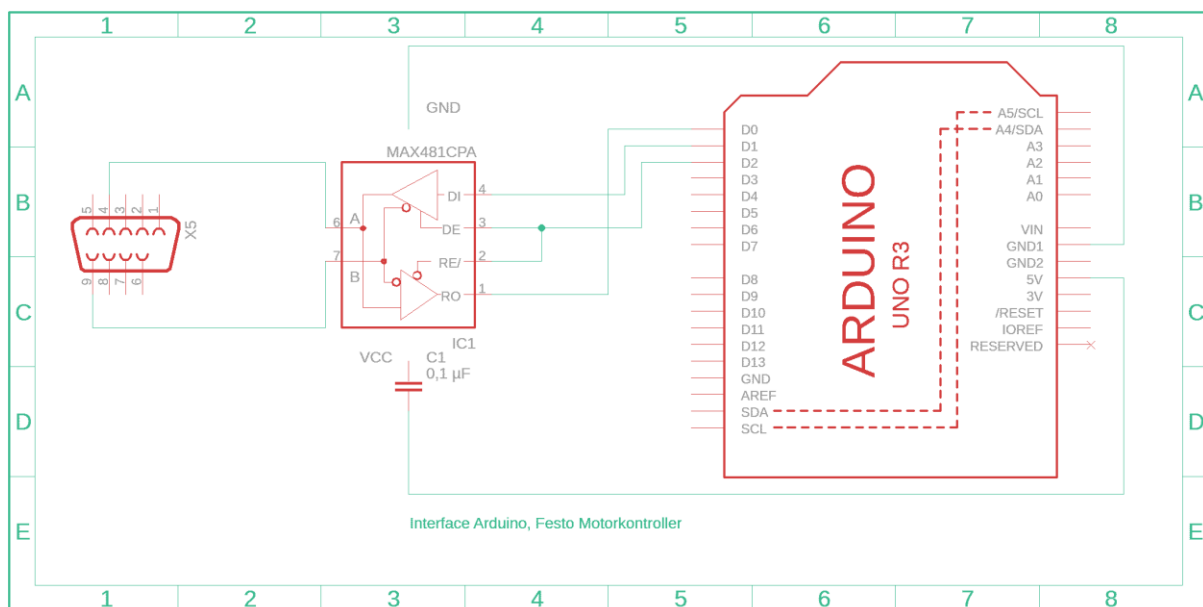 1 2 3 4 5 6 7 8
A A
B B
C C
D D
E E
GND
MAX481CPA
6 A
7 B
DI 4
DE 3
RE/ 2
RO 1
IC1
VCC
C1
0,1 µF
5 4 3 2 1
9 8 7 6
X5
D0
D1
D2
D3
D4
D5
D6
D7
D8
D9
D10
D11
D12
D13
GND
AREF
SDA
SCL
ARDUINO
UNO R3
A5/SCL
A4/SDA
A3
A2
A1
A0
VIN
GND1
GND2
5V
3V
/RESET
IOREF
RESERVED
Interface Arduino, Festo Motorkontroller
1 2 3 4 5 6 7 8